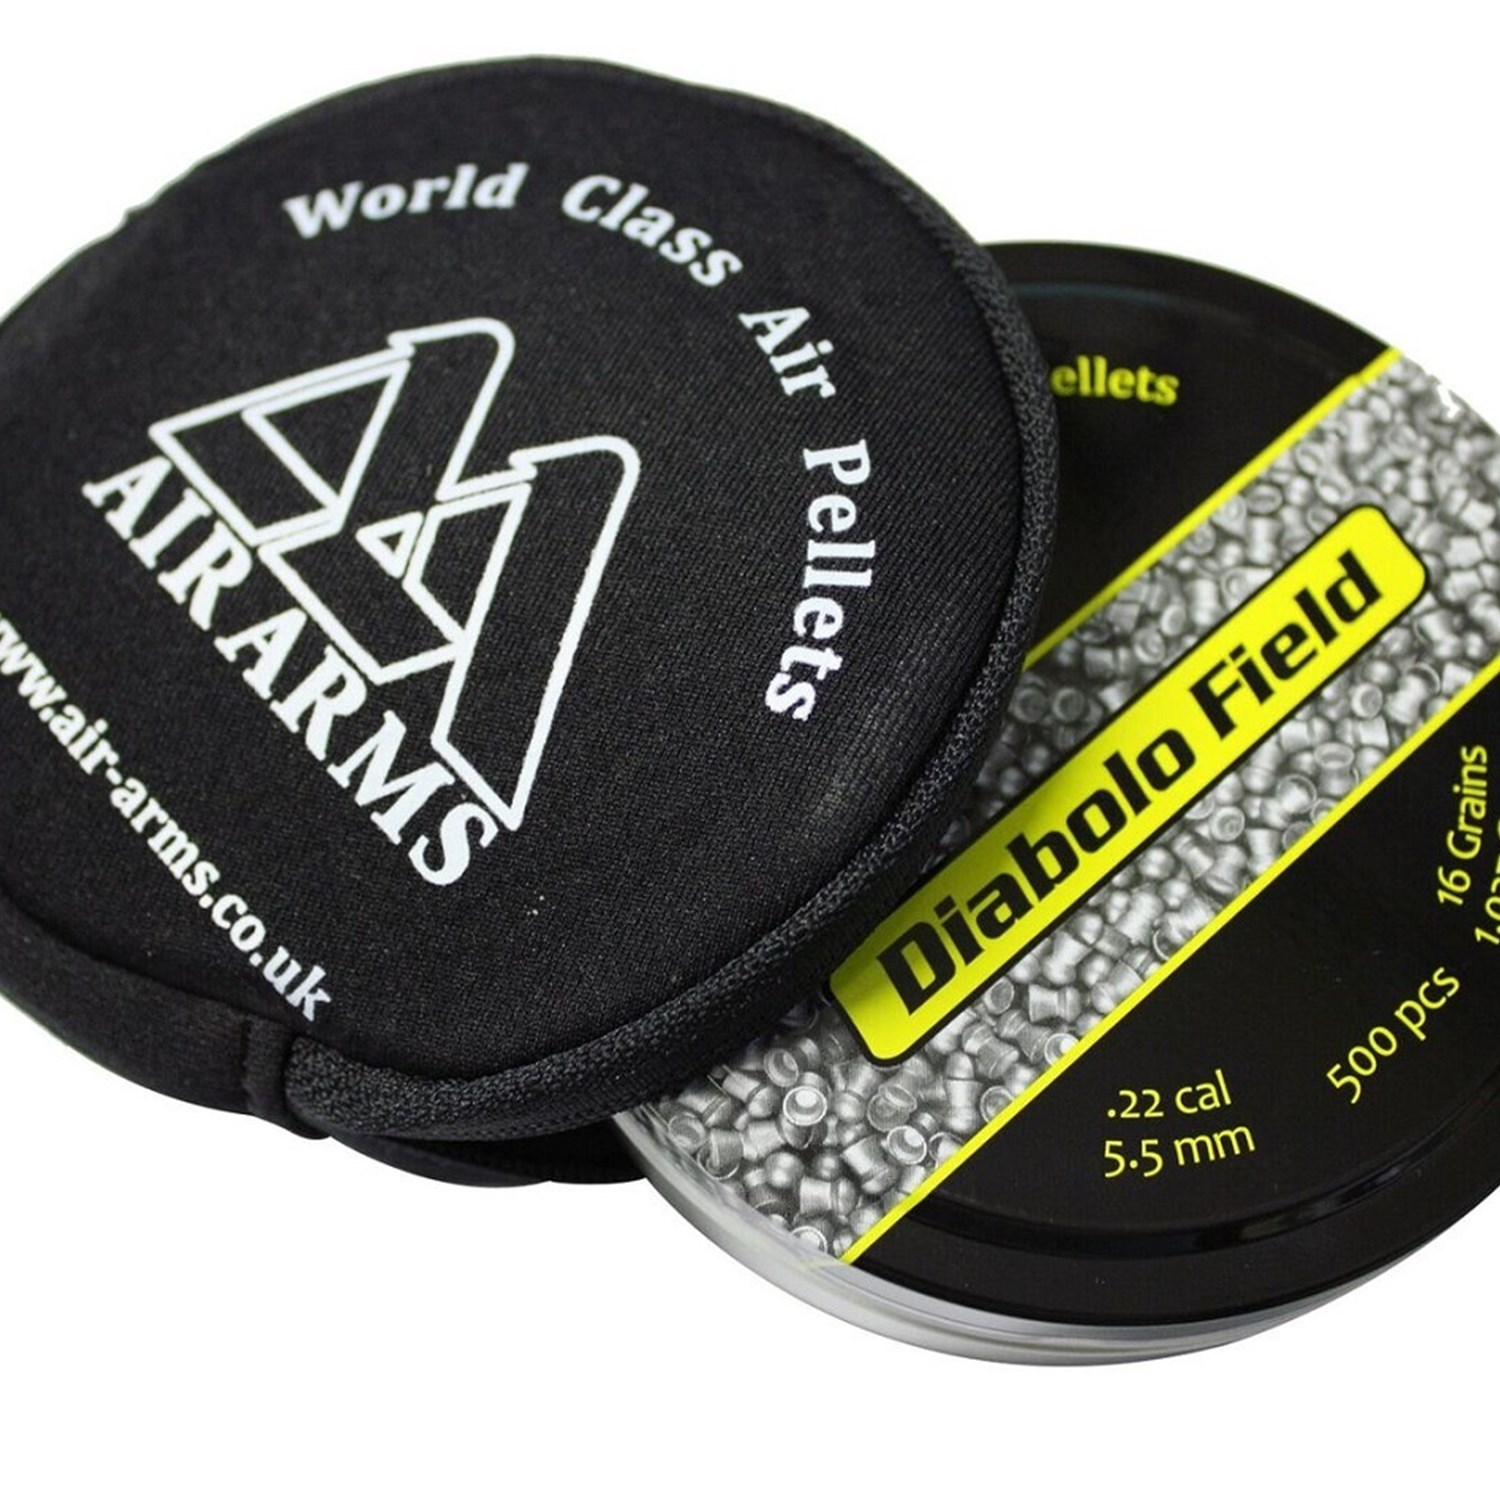 World Class Air Pellets
AIR ARMS
www.air-arms.co.uk
Diabolo Field
16 Grains
500 pcs
.22 cal
5.5 mm